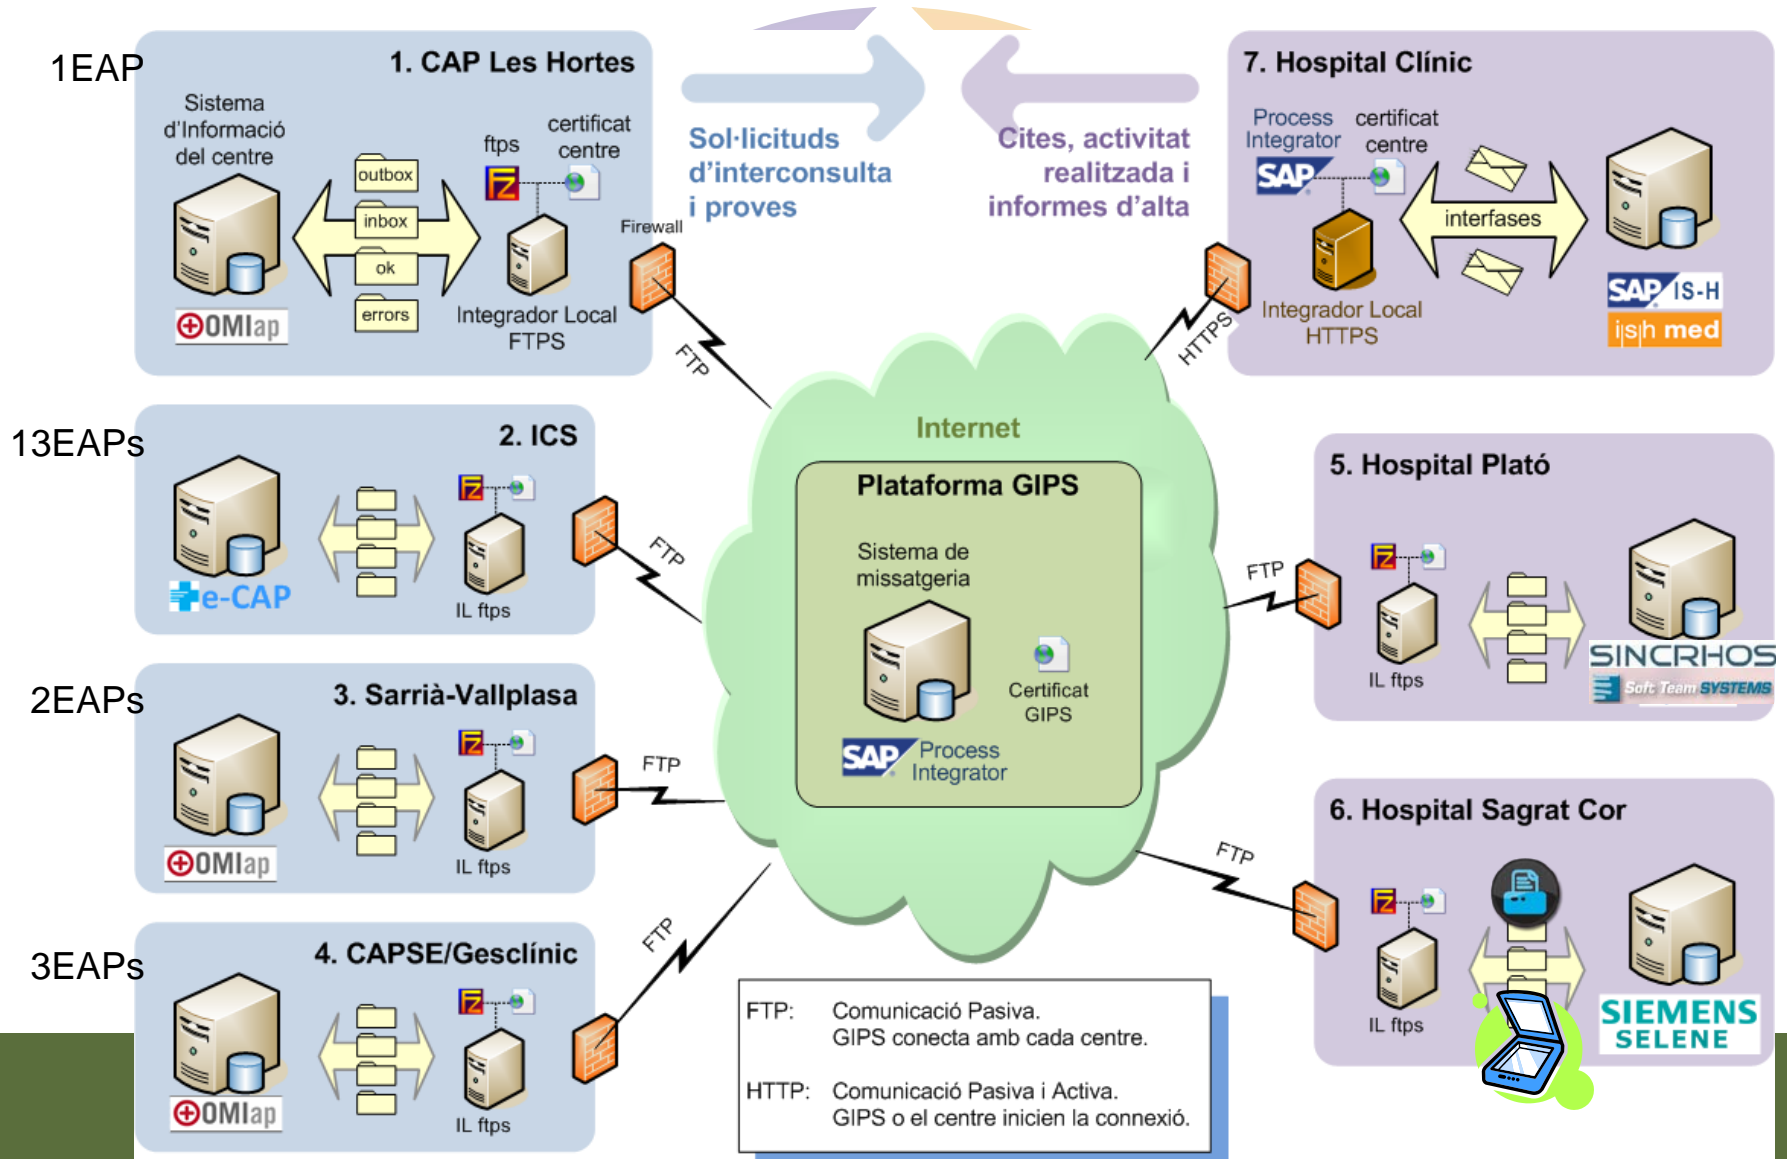 1EAP
1. CAP Les Hortes
Sistema
d'Informació
del centre
outbox
inbox
ok
errors
ftps
certificat
centre
Integrador Local
FTPS
OMIap
Firewall
FTP
Sol·licituds
d'interconsulta
i proves
Cites, activitat
realitzada i
informes d'alta
7. Hospital Clínic
Process
Integrator
SAP
certificat
centre
interfases
Integrador Local
HTTPS
SAP IS-H
i|s|h med
HTTPS
13EAPs
2. ICS
e-CAP
IL ftps
FTP
Internet
Plataforma GIPS
Sistema de
missatgeria
Certificat
GIPS
SAP Process
Integrator
5. Hospital Plató
FTP
IL ftps
SINCRHOS
Soft Team SYSTEMS
2EAPs
3. Sarrià-Vallplasa
OMIap
IL ftps
FTP
6. Hospital Sagrat Cor
FTP
IL ftps
SIEMENS
SELENE
3EAPs
4. CAPSE/Gesclínic
OMIap
IL ftps
FTP
FTP: Comunicació Pasiva.
GIPS conecta amb cada centre.
HTTP: Comunicació Pasiva i Activa.
GIPS o el centre inicien la connexió.